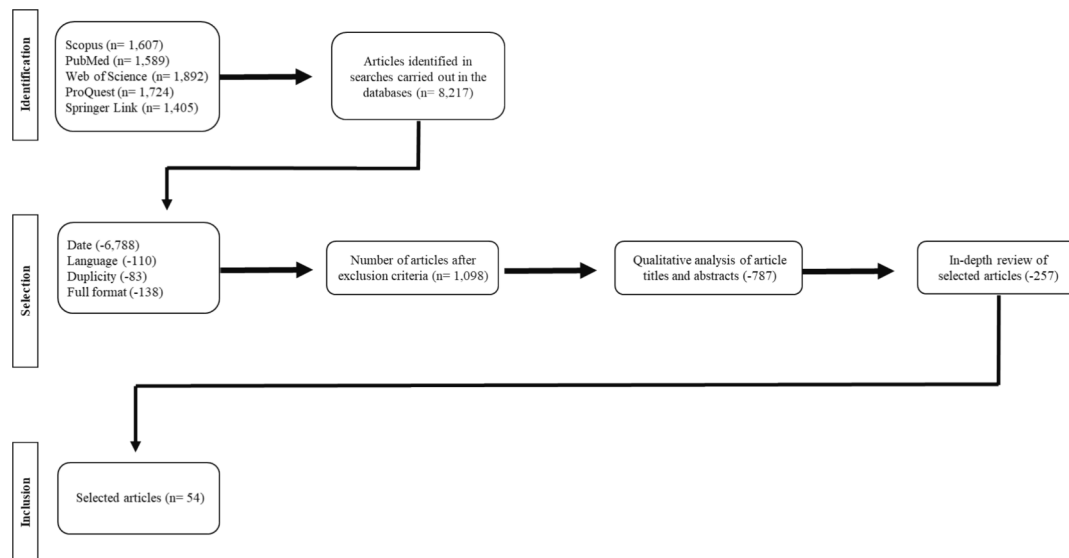 Identification
Scopus (n= 1,607)
PubMed (n= 1,589)
Web of Science (n= 1,892)
ProQuest (n= 1,724)
Springer Link (n= 1,405)
Articles identified in
searches carried out in the
databases (n= 8,217)
Selection
Date (-6,788)
Language (-110)
Duplicity (-83)
Full format (-138)
Number of articles after
exclusion criteria (n= 1,098)
Qualitative analysis of article
titles and abstracts (-787)
In-depth review of
selected articles (-257)
Inclusion
Selected articles (n= 54)